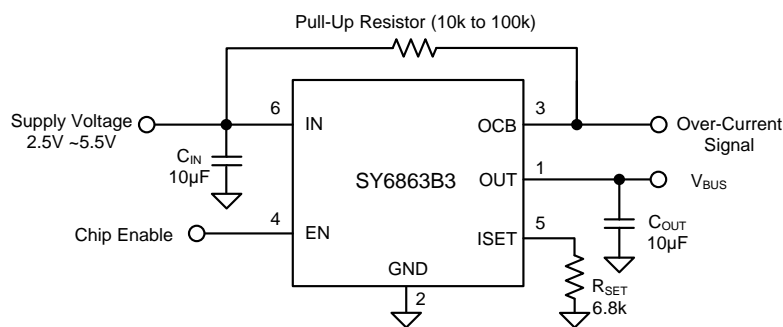 Pull-Up Resistor (10k to 100k)
6
3
Supply Voltage
2.5V ~5.5V
IN
OCB
Over-Current
Signal
CIN
10µF
1
SY6863B3
OUT
VBUS
4
5
Chip Enable
EN
ISET
COUT
10µF
GND
2
RSET
6.8k